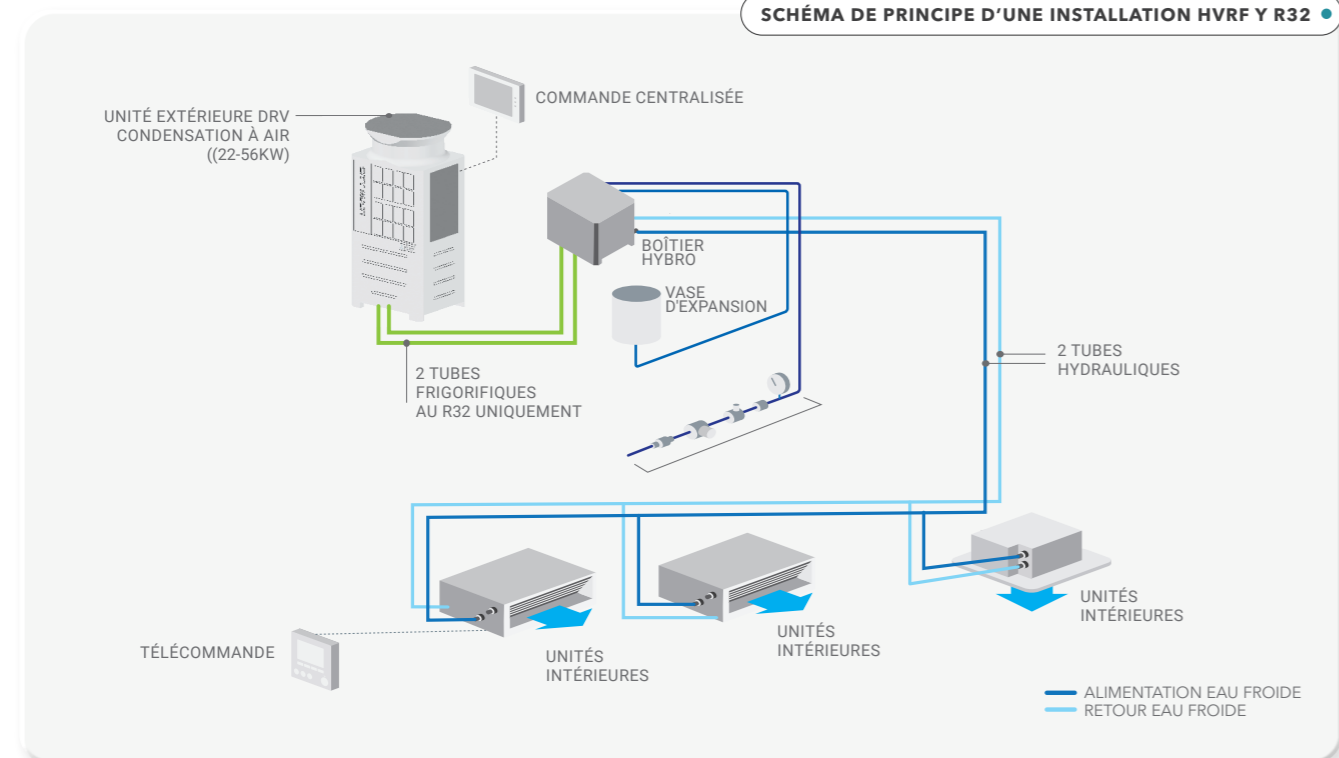 SCHÉMA DE PRINCIPE D'UNE INSTALLATION HVRF Y R32
COMMANDE CENTRALISÉE
UNITÉ EXTÉRIEURE DRV
CONDENSATION À AIR
((22-56KW)
BOÎTIER
HYBRO
VASE
D'EXPANSION
2 TUBES
FRIGORIFIQUES
AU R32 UNIQUEMENT
2 TUBES
HYDRAULIQUES
UNITÉS
INTÉRIEURES
UNITÉS
INTÉRIEURES
UNITÉS
INTÉRIEURES
TÉLÉCOMMANDE
ALIMENTATION EAU FROIDE
RETOUR EAU FROIDE